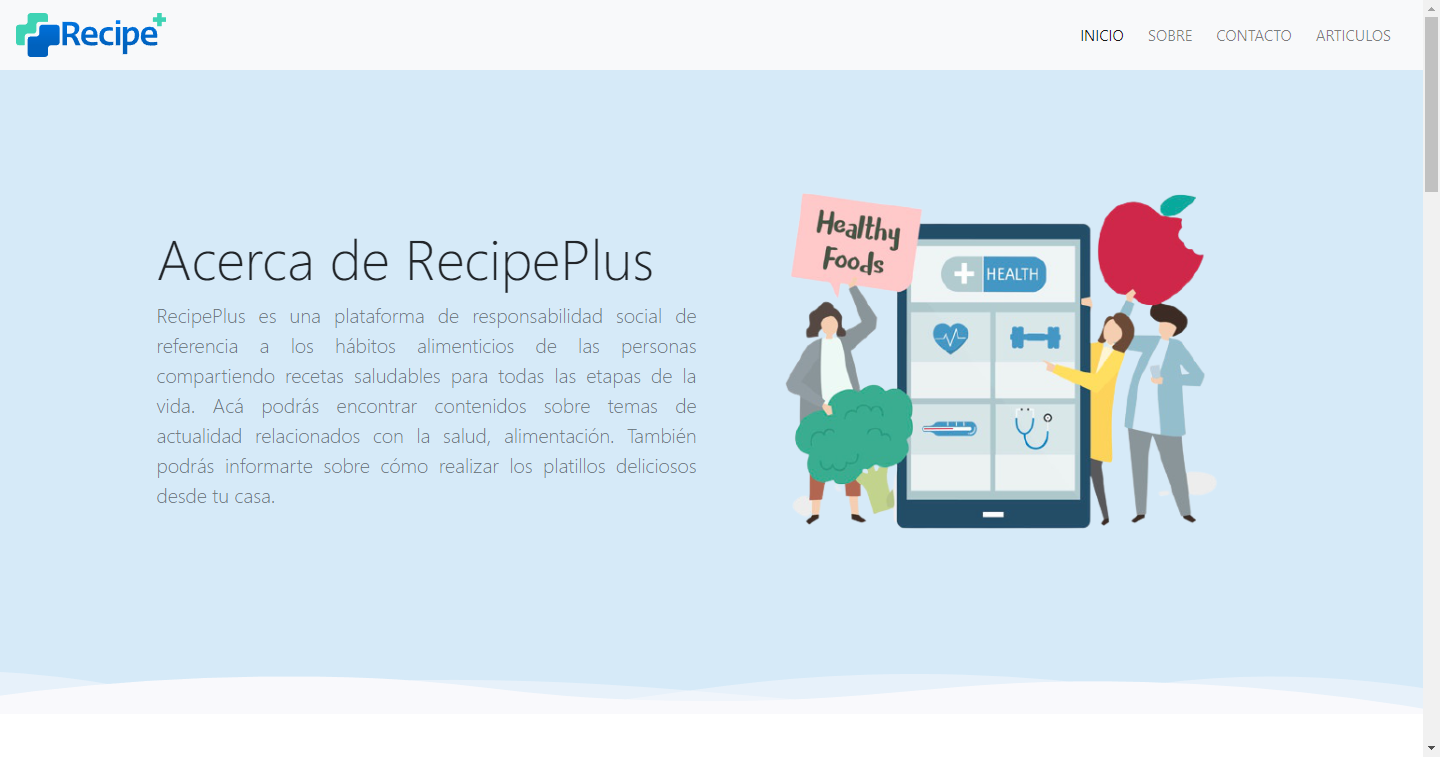 Recipe+
INICIO SOBRE CONTACTO ARTICULOS
Acerca de RecipePlus
RecipePlus es una plataforma de responsabilidad social de
referencia a los hábitos alimenticios de las personas
compartiendo recetas saludables para todas las etapas de la
vida. Acá podrás encontrar contenidos sobre temas de
actualidad relacionados con la salud, alimentación. También
podrás informarte sobre cómo realizar los platillos deliciosos
desde tu casa.
Healthy
Foods
HEALTH